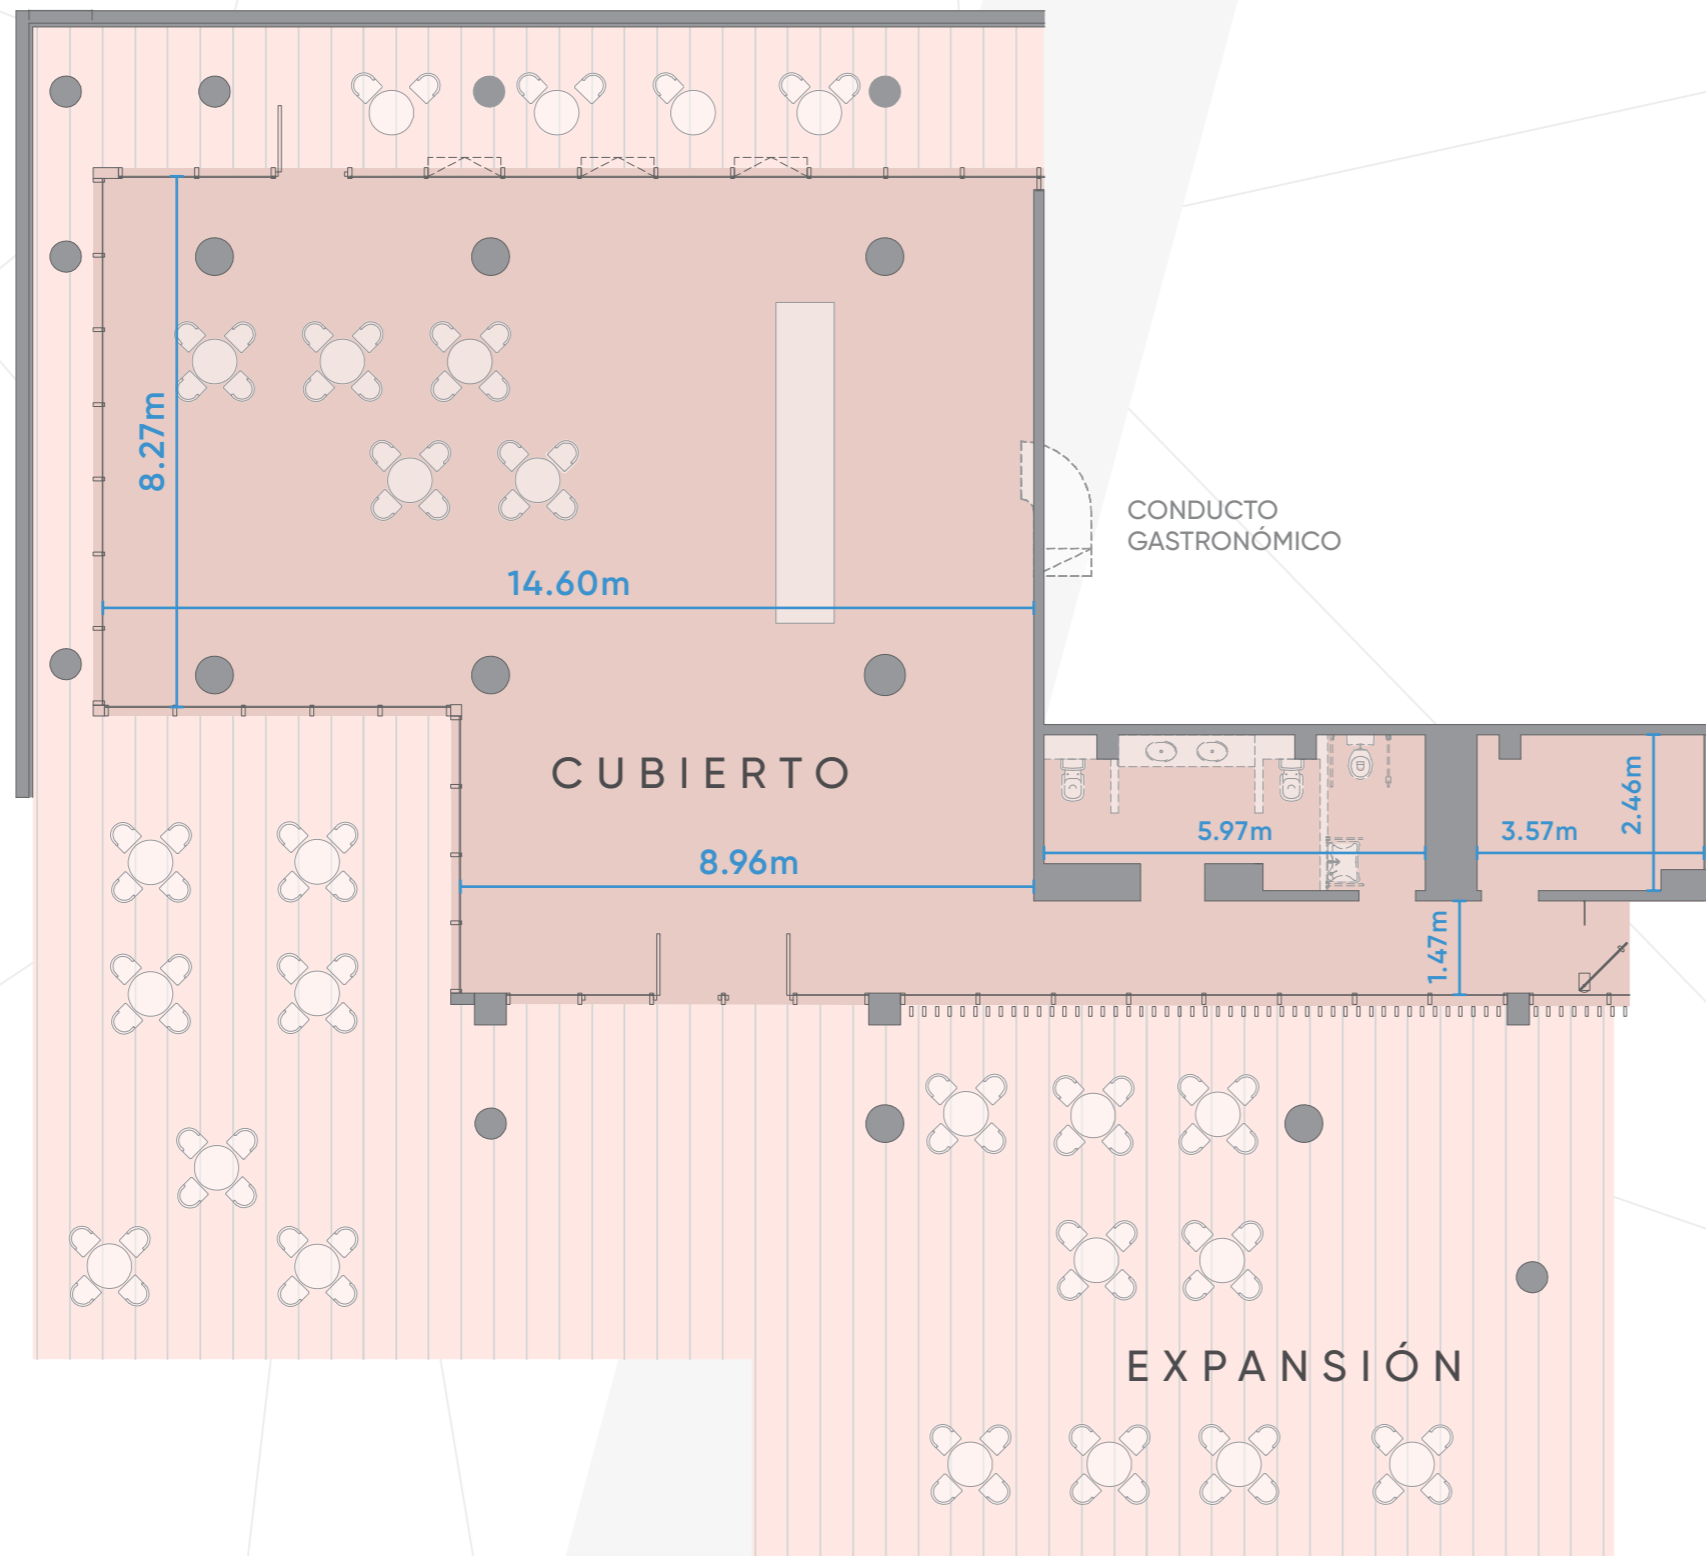 8.27m
CONDUCTO
GASTRONÓMICO
14.60m
CUBIERTO
2.46m
5.97m
3.57m
8.96m
1.47m
EXPANSIÓN